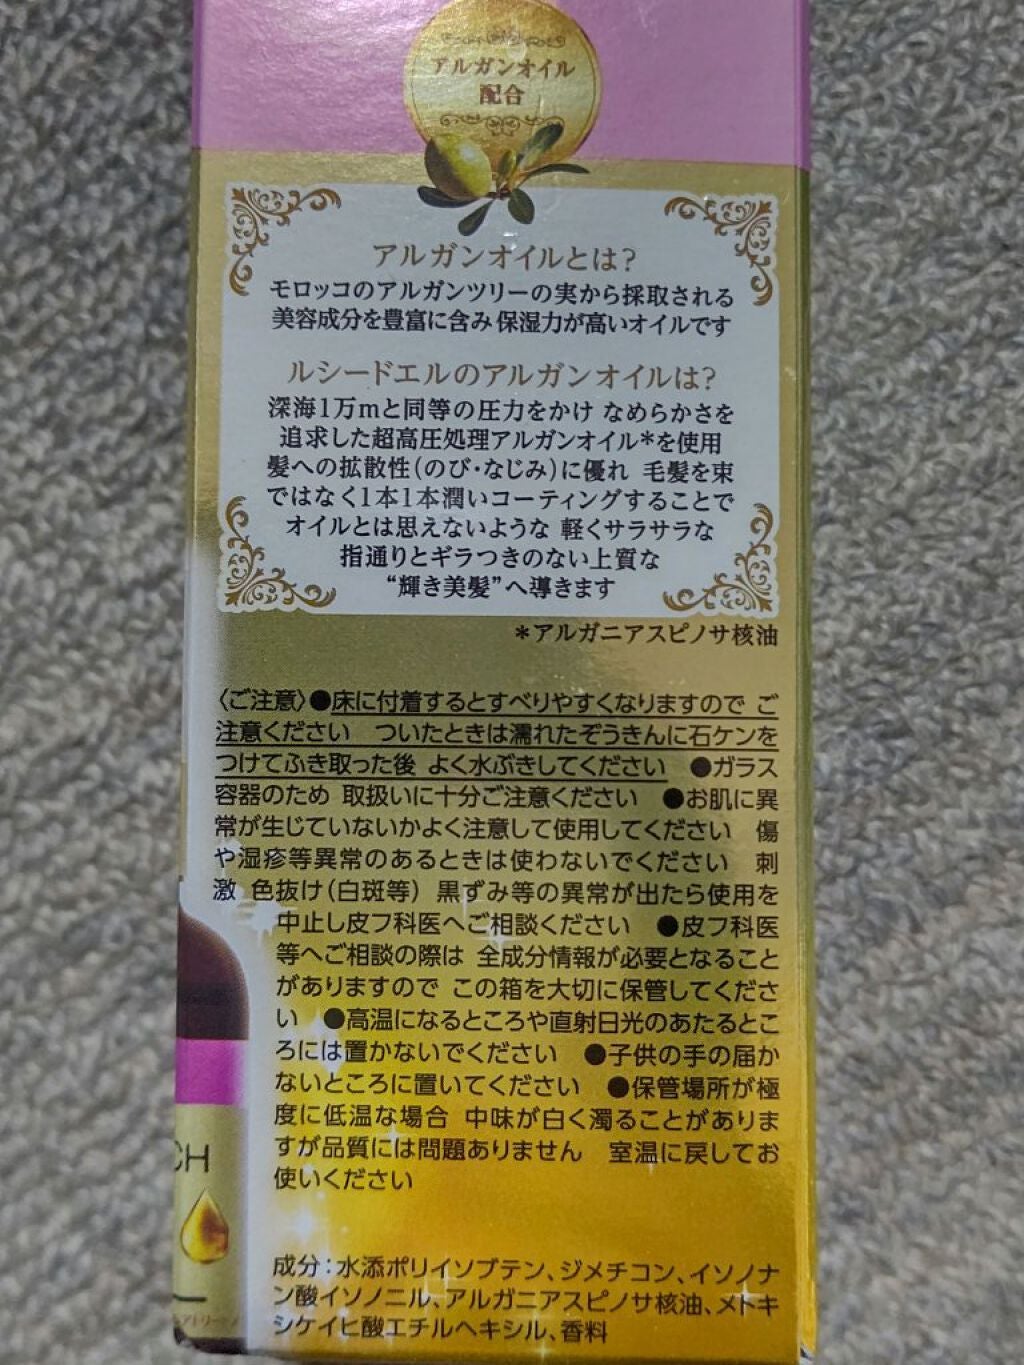 アルガンオイル
配合
アルガンオイルとは?
モロッコのアルガンツリーの実から採取される
美容成分を豊富に含み 保湿力が高いオイルです
ルシードエルのアルガンオイルは?
深海1万mと同等の圧力をかけ なめらかさを
追求した超高圧処理アルガンオイル*を使用
髪への拡散性(のび・なじみ)に優れ 毛髪を束
ではなく1本1本潤いコーティングすることで
オイルとは思えないような 軽くサラサラな
指通りとギラつきのない上質な
“輝き美髪”へ導きます
*アルガニアスピノサ核油
〈ご注意〉●床に付着するとすべりやすくなりますので ご
注意ください ついたときは濡れたぞうきんに石ケンを
つけてふき取った後 よく水ぶきしてください ●ガラス
容器のため 取扱いに十分ご注意ください ●お肌に異
常が生じていないかよく注意して使用してください 傷
や湿疹等異常のあるときは使わないでください 刺
激 色抜け(白斑等) 黒ずみ等の異常が出たら使用を
中止し皮フ科医へご相談ください ●皮フ科医
等へご相談の際は 全成分情報が必要となること
がありますので この箱を大切に保管してくださ
い ●高温になるところや直射日光のあたるとこ
ろには置かないでください ●子供の手の届か
ないところに置いてください ●保管場所が極
度に低温な場合 中味が白く濁ることがありま
すが品質には問題ありません 室温に戻してお
使いください
CH
成分:水添ポリイソブテン、ジメチコン、イソノナ
ン酸イソノニル、アルガニアスピノサ核油、メトキ
シケイヒ酸エチルヘキシル、香料